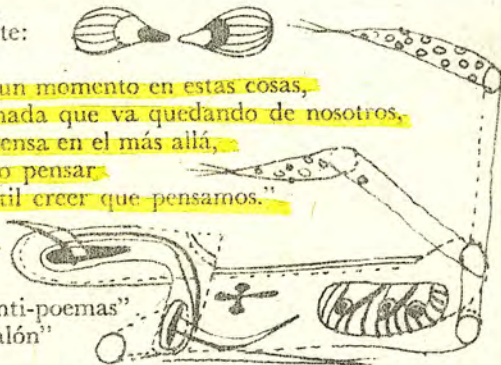 te:
un momento en estas cosas,
nada que va quedando de nosotros,
ensa en el más allá,
o pensar
til creer que pensamos."
nti-poemas"
alón"